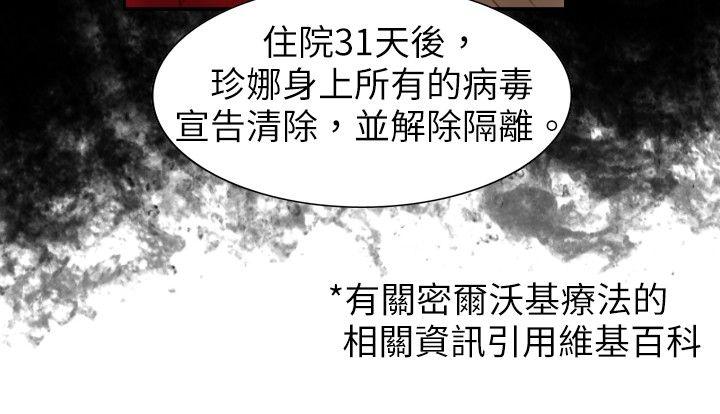 住院31天後，
珍娜身上所有的病毒
宣告清除，並解除隔離。
*有關密爾沃基療法的
相關資訊引用維基百科